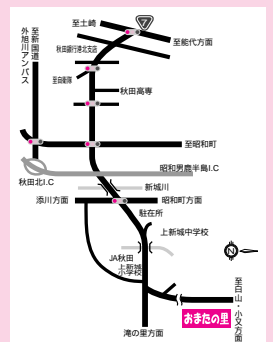 至土崎
7
至能代方面
至新国道
外旭川アンバス
秋田銀行港北支店
至自衛隊
秋田高専
至昭和町
昭和男鹿半島I.C
秋田北I.C
新城川
添川方面
昭和町方面
駐在所
上新城中学校
N
JA秋田
上新城
小学校
至白山・小又方面
おまたの里
滝の里方面